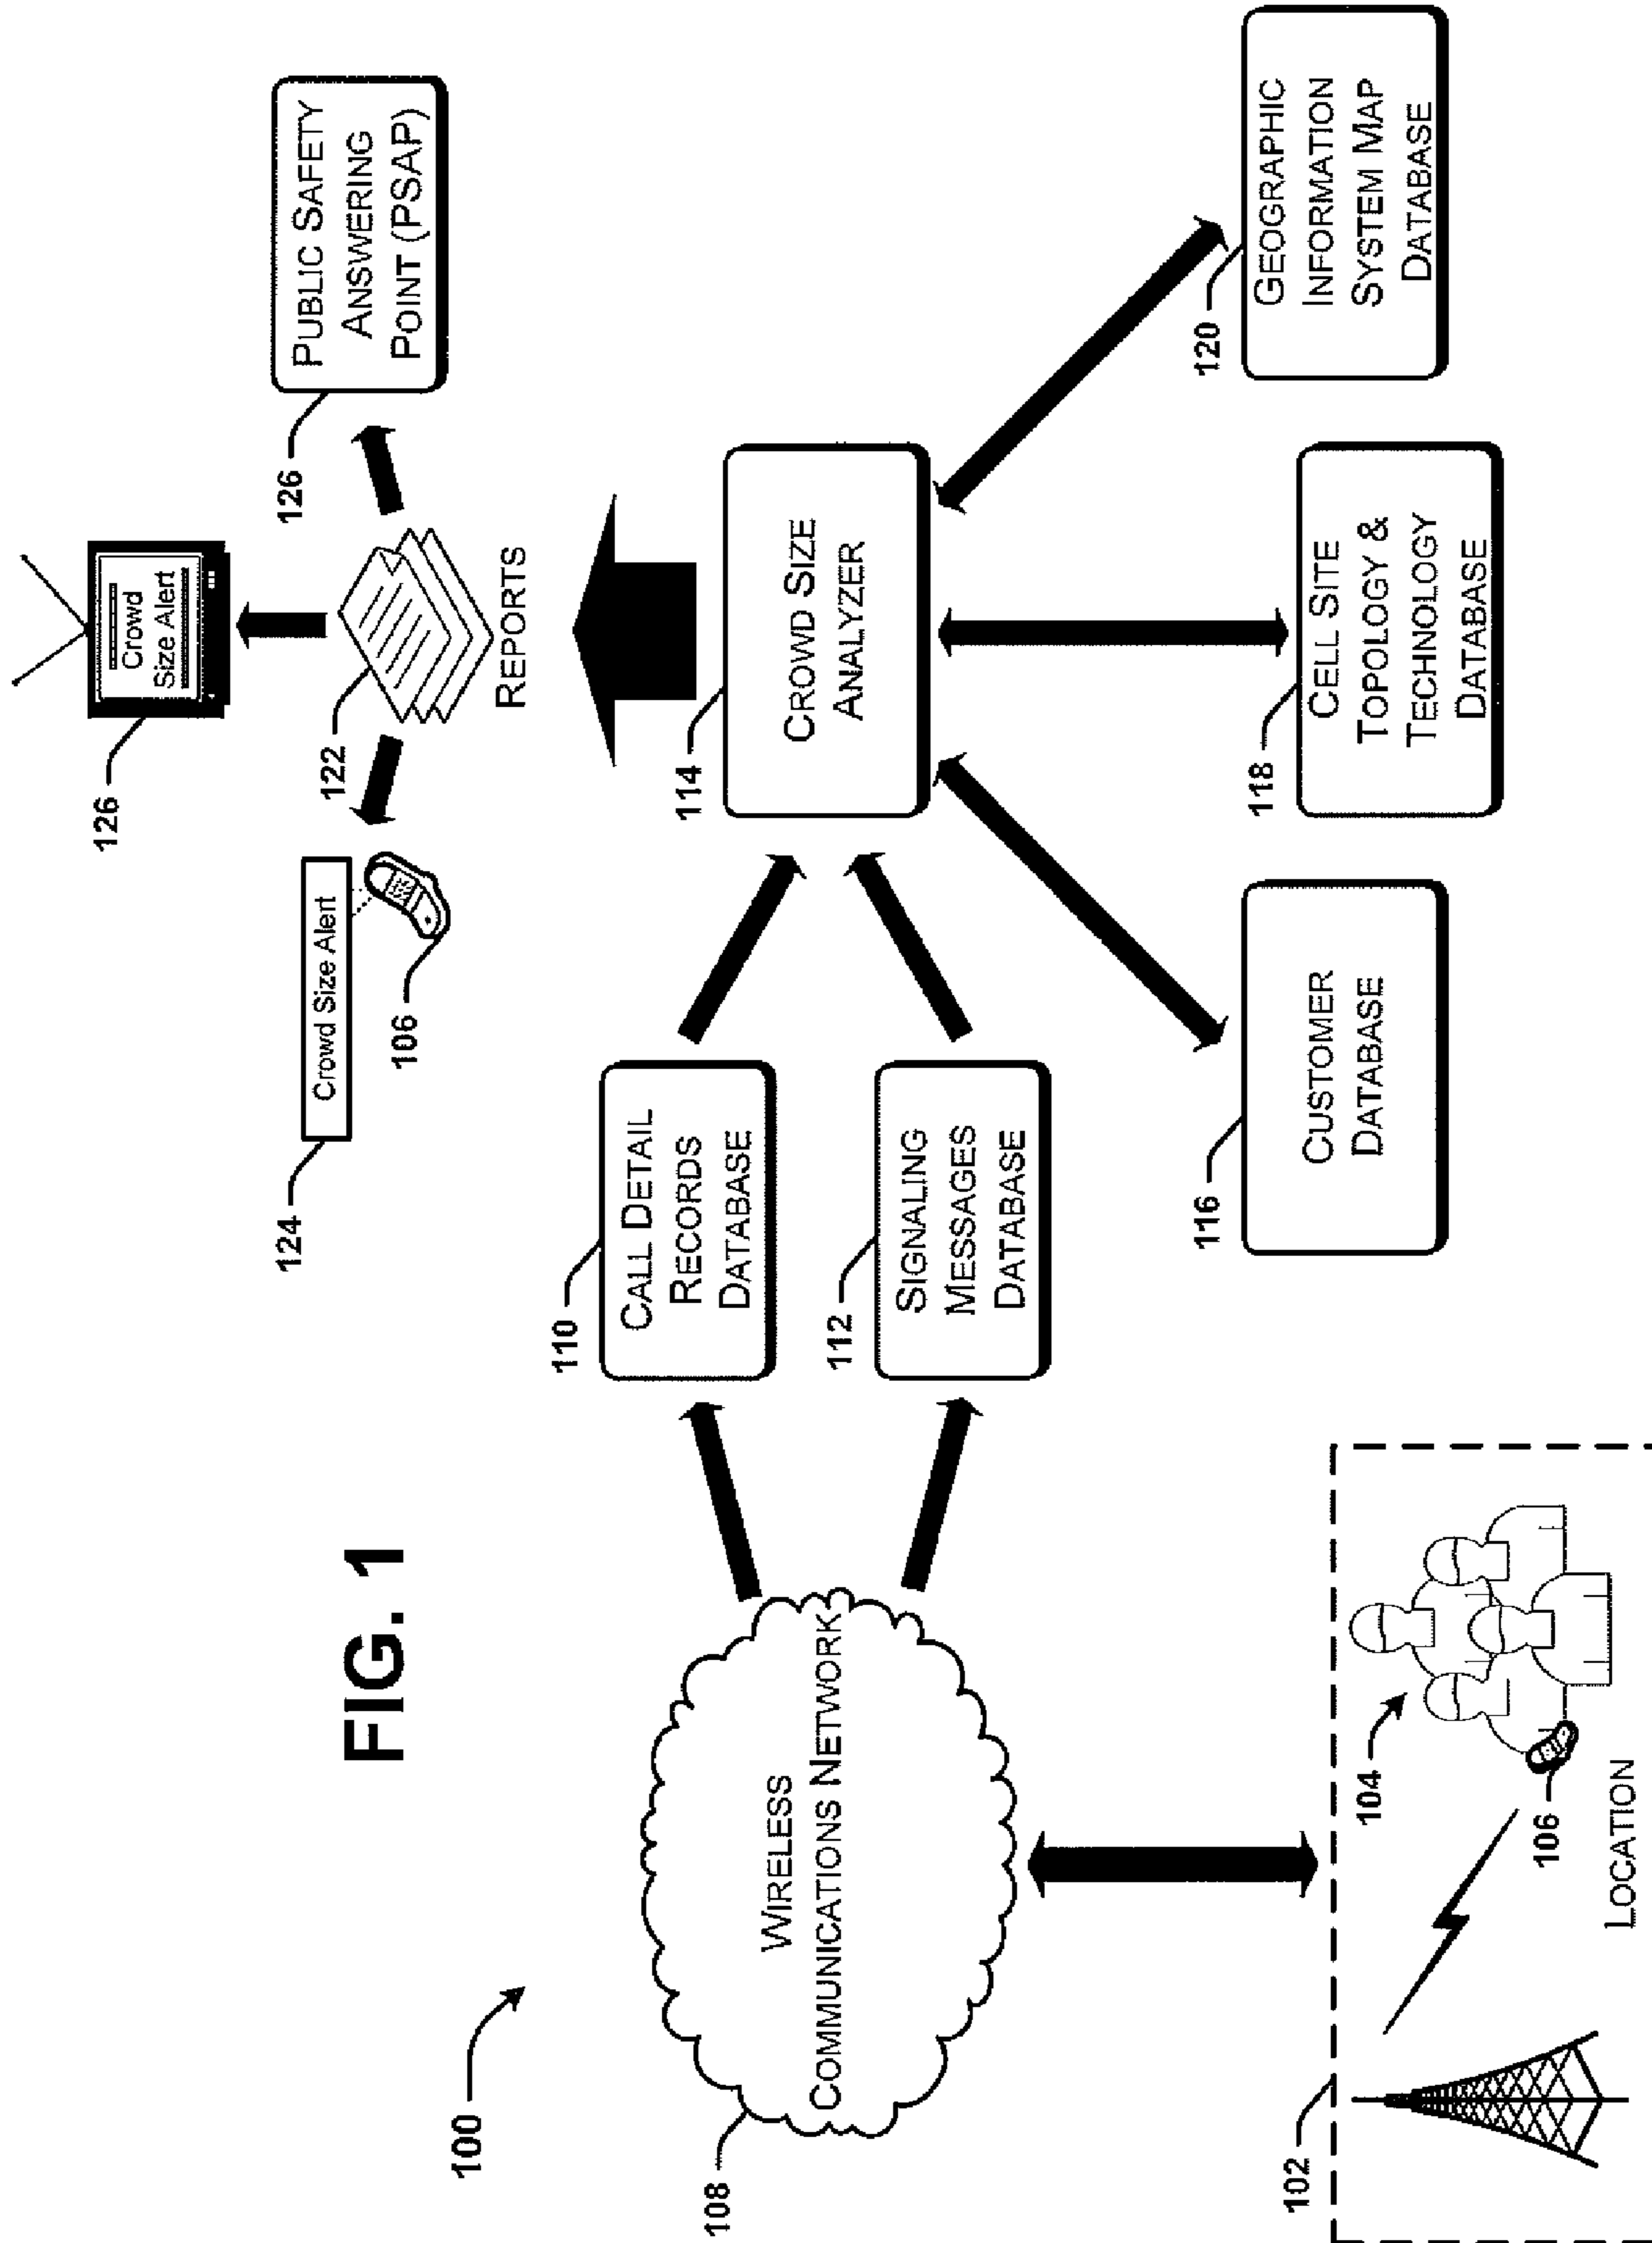 FIG. 1
100
126
Crowd
Size Alert
124
Crowd Size Alert
106
122
REPORTS
126
PUBLIC SAFETY
ANSWERING
POINT (PSAP)
108
WIRELESS
COMMUNICATIONS NETWORK
110
CALL DETAIL
RECORDS
DATABASE
112
SIGNALING
MESSAGES
DATABASE
114
CROWD SIZE
ANALYZER
102
104
106
LOCATION
116
CUSTOMER
DATABASE
118
CELL SITE
TOPOLOGY &
TECHNOLOGY
DATABASE
120
GEOGRAPHIC
INFORMATION
SYSTEM MAP
DATABASE